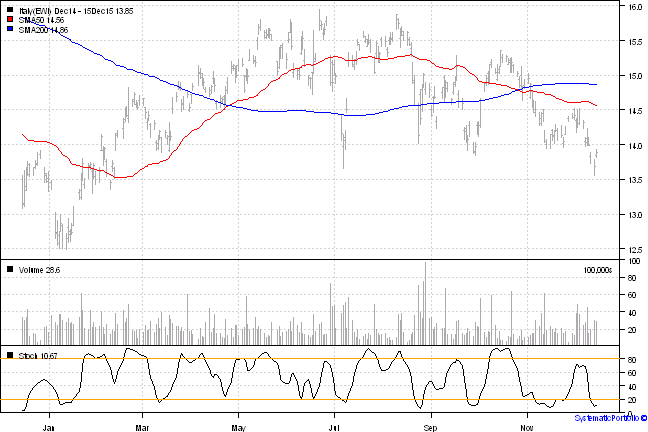 Italy(EWI) Dec14 - 15Dec15 13.85
SMA50 14.56
SMA200 14.86
16.0
15.5
15.0
14.5
14.0
13.5
13.0
12.5
Volume 28.6
100,000s
100
80
60
40
20
Stoch 10.67
80
60
40
20
Jan Mar May Jul Sep Nov
SystematicPortfolio ©